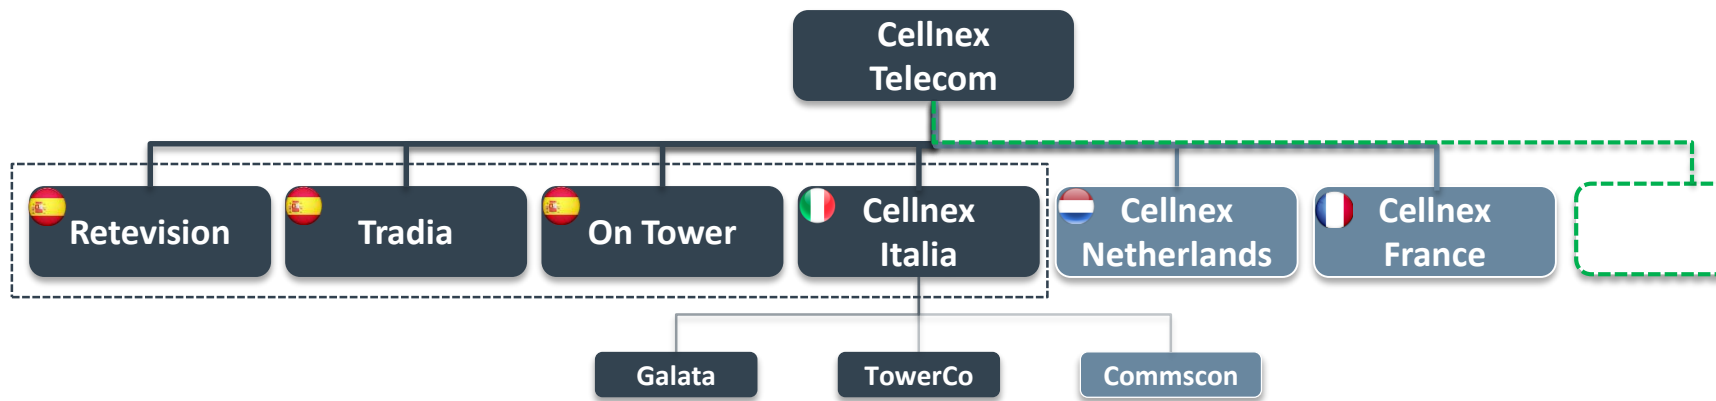 Cellnex
Telecom
Retevision
Tradia
On Tower
Cellnex
Italia
Cellnex
Netherlands
Cellnex
France
Galata
TowerCo
Commscon